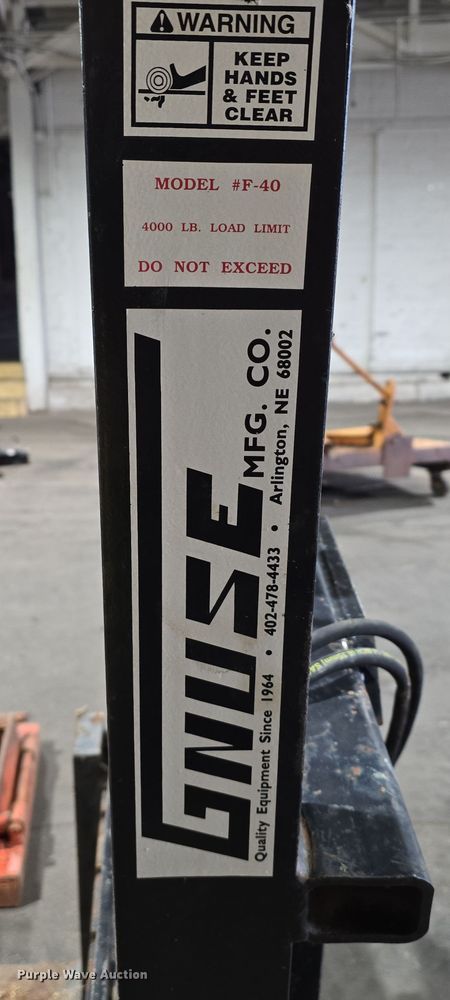 WARNING
KEEP
HANDS
& FEET
CLEAR
MODEL #F-40
4000 LB. LOAD LIMIT
DO NOT EXCEED
GNUSE MFG. CO.
Quality Equipment Since 1964 • 402-478-4433 • Arlington, NE 68002
Purple Wave Auction